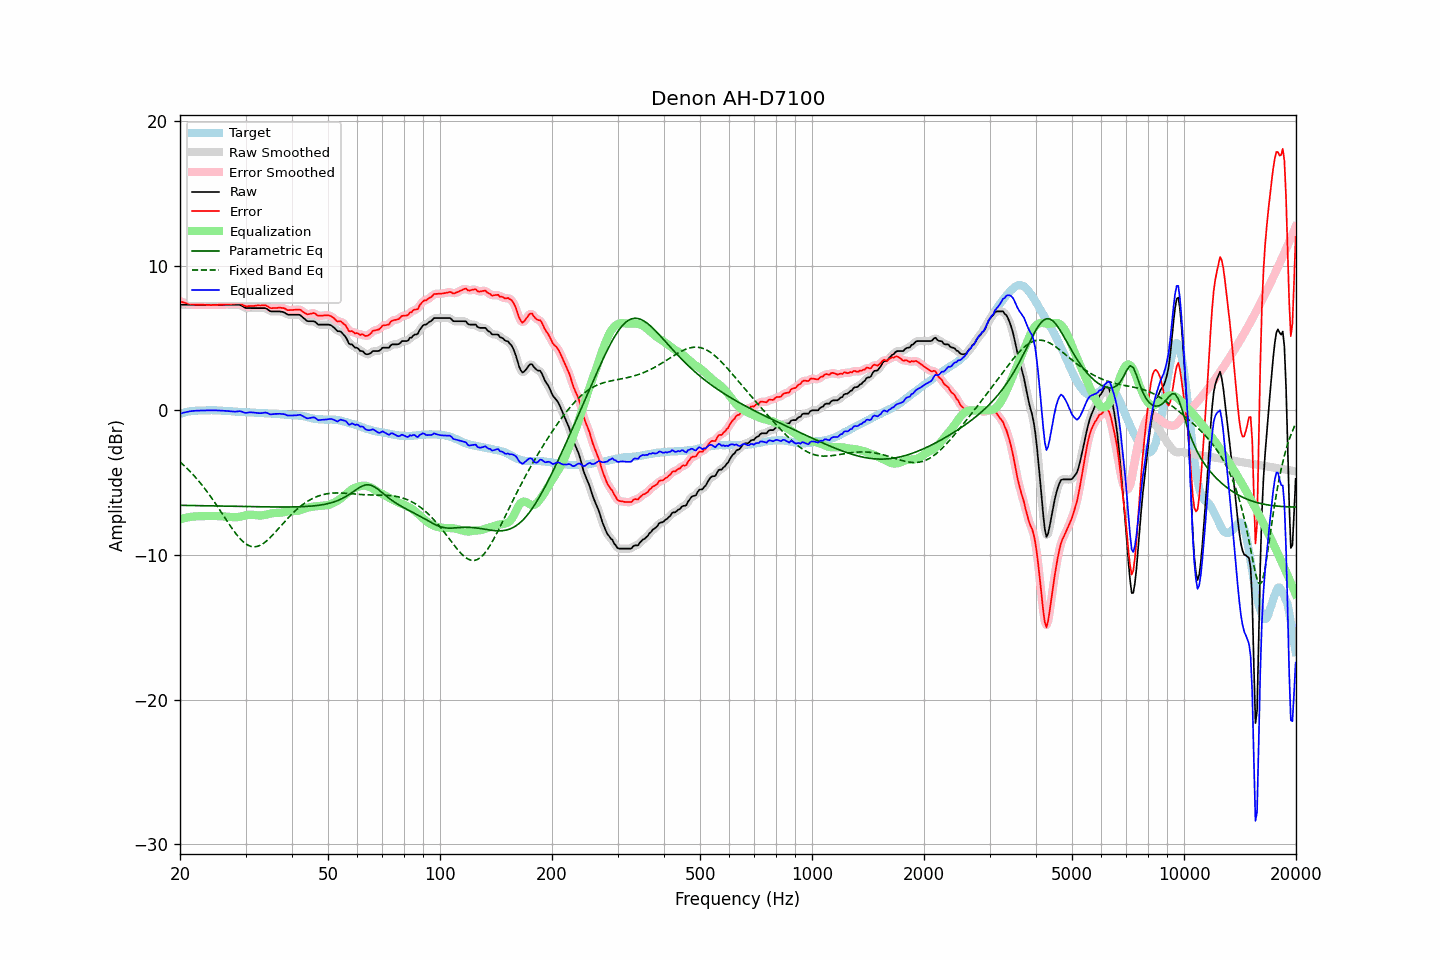 Denon AH-D7100
20
10
0
−10
−20
−30
Amplitude (dBr)
Target
Raw Smoothed
Error Smoothed
Raw
Error
Equalization
Parametric Eq
Fixed Band Eq
Equalized
20 50 100 200 500 1000 2000 5000 10000 20000
Frequency (Hz)